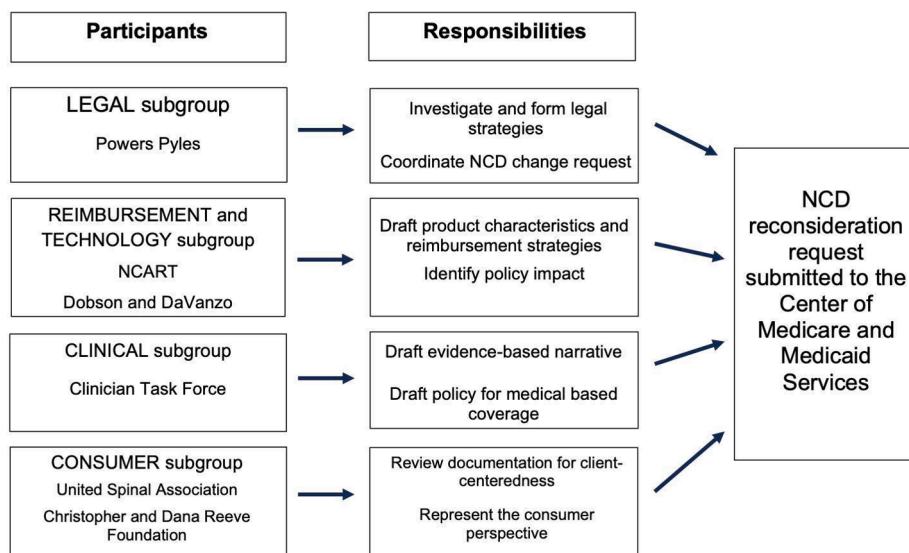 Participants
Responsibilities
LEGAL subgroup
Powers Pyles
Investigate and form legal
strategies
Coordinate NCD change request
REIMBURSEMENT and
TECHNOLOGY subgroup
NCART
Dobson and DaVanzo
Draft product characteristics and
reimbursement strategies
Identify policy impact
CLINICAL subgroup
Clinician Task Force
Draft evidence-based narrative
Draft policy for medical based
coverage
CONSUMER subgroup
United Spinal Association
Christopher and Dana Reeve
Foundation
Review documentation for client-
centeredness
Represent the consumer
perspective
NCD
reconsideration
request
submitted to the
Center of
Medicare and
Medicaid
Services